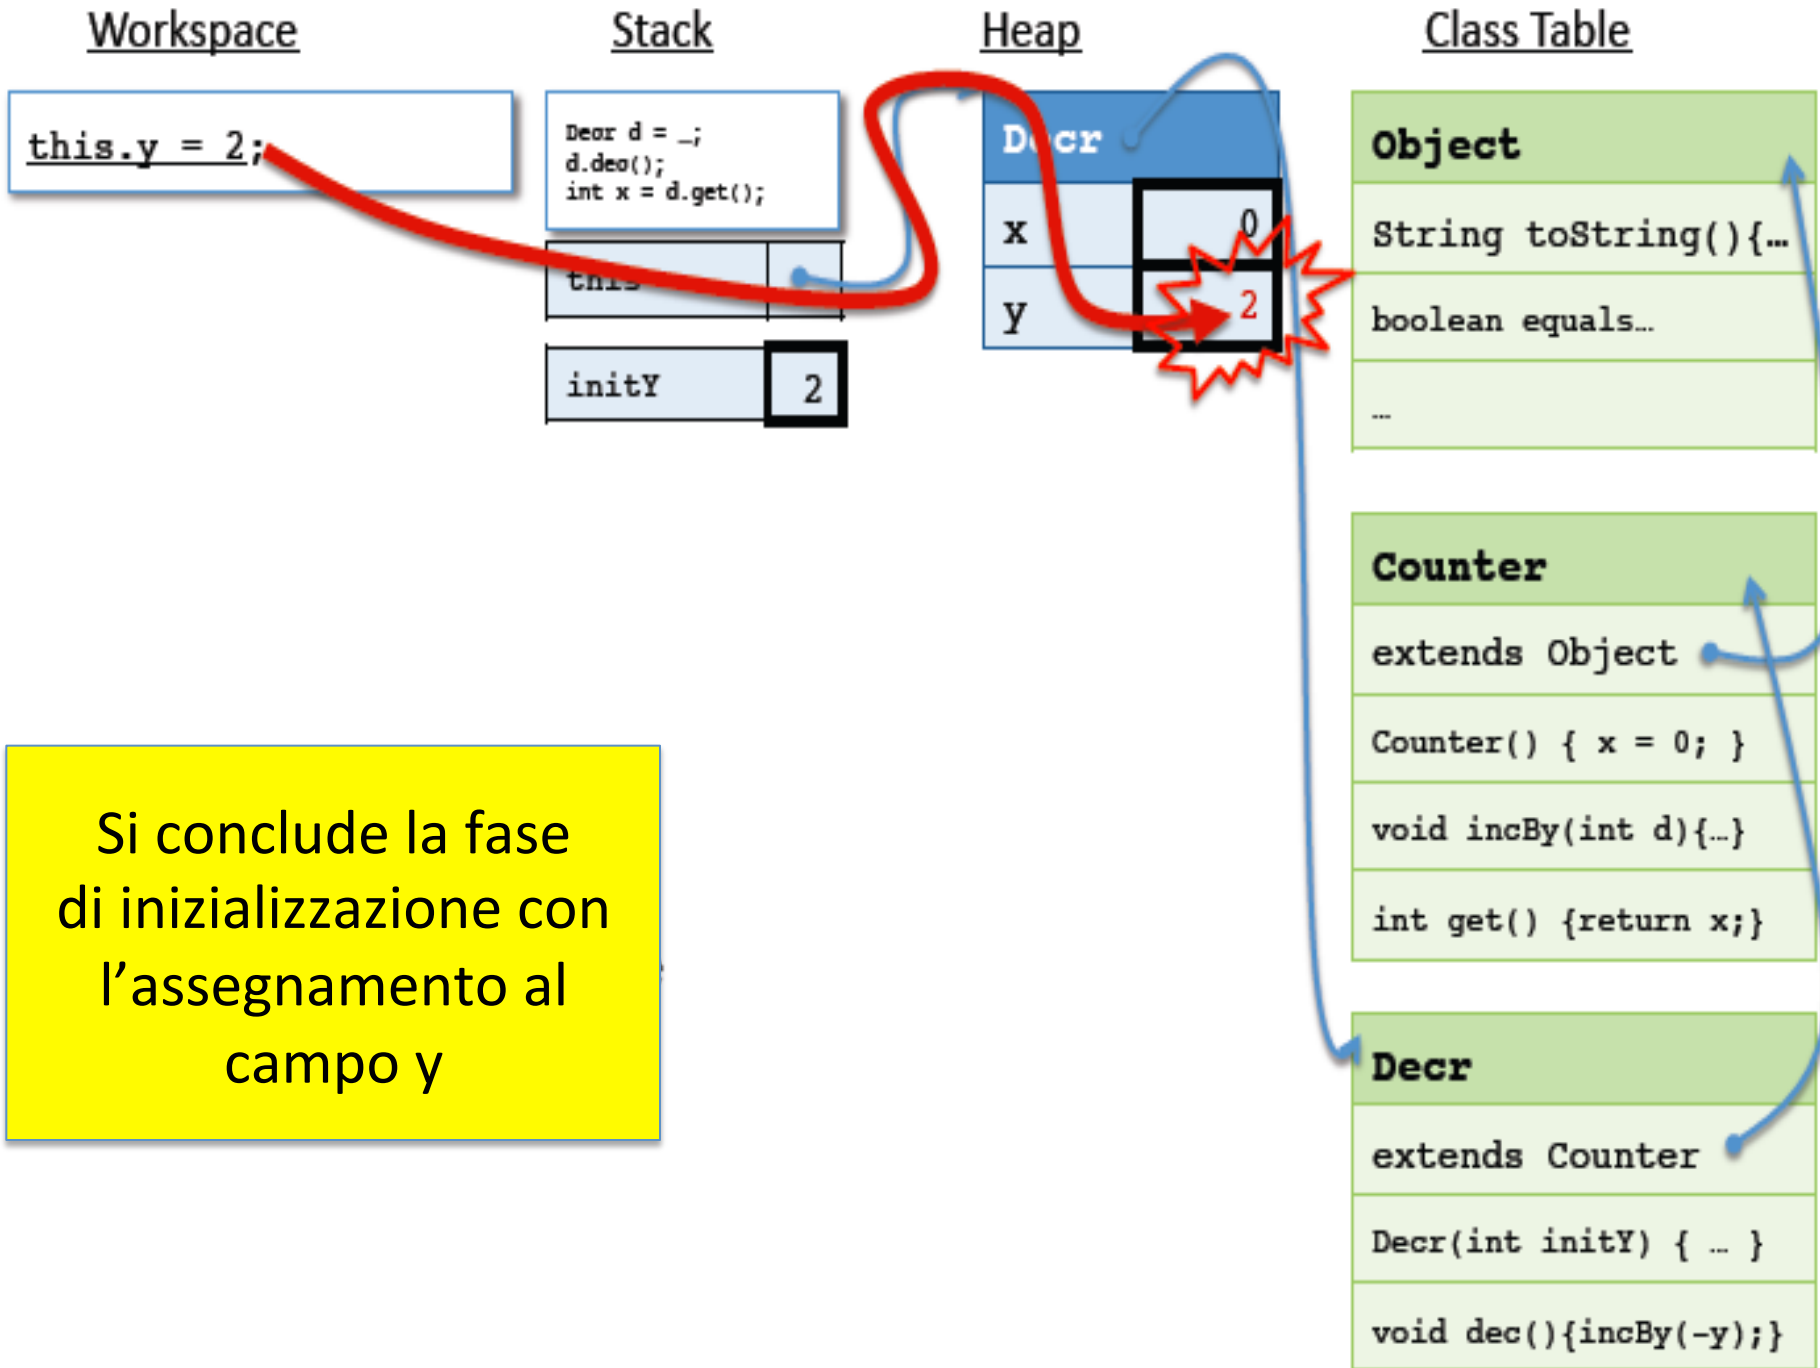 Workspace
Stack
Heap
Class Table
this.y = 2;
Decr d = _;
d.dec();
int x = d.get();
this
initY
2
Decr
x
0
y
2
Object
String toString(){…
boolean equals…
…
Counter
extends Object
Counter() { x = 0; }
void incBy(int d){…}
int get() {return x;}
Decr
extends Counter
Decr(int initY) { … }
void dec(){incBy(-y);}
Si conclude la fase
di inizializzazione con
l’assegnamento al
campo y